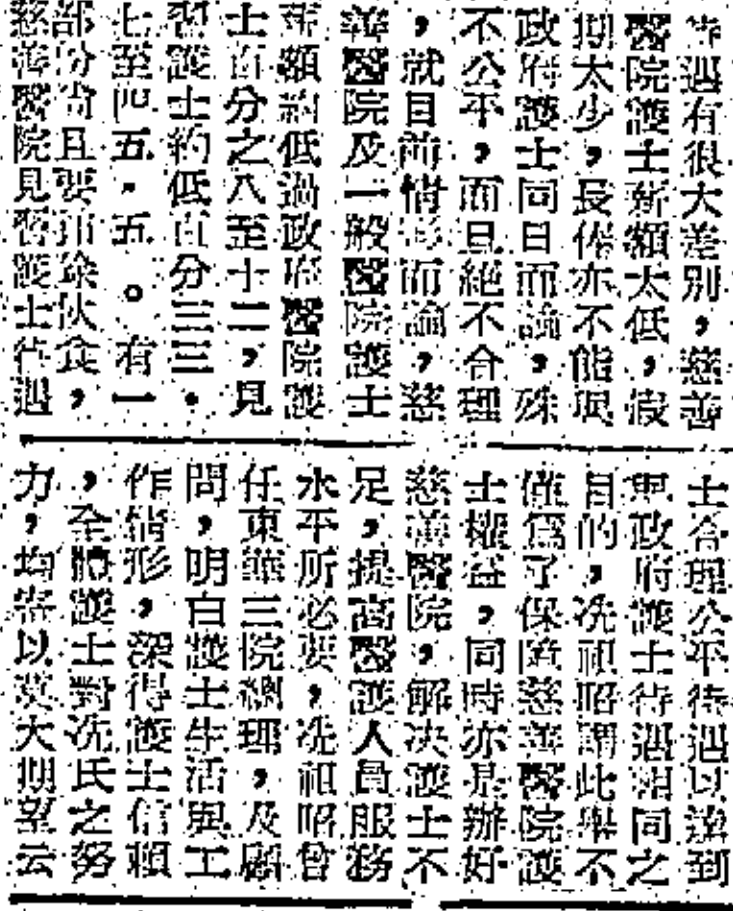 待遇有很大差別，慈善
醫院護士薪額太低，假
期太少，長俸亦不能與
政府護士同日而論，殊
不公平，而且絕不合理
，就目前情形而論，慈
善醫院及一般醫院護士
薪額約低過政府醫院護
士百分之八至十二，見
習護士約低百分三三．
七至四五．五。有一
部份尚且要扣除伙食，
慈善醫院見習護士待遇
士合理公平待遇以達到
與政府護士待遇相同之
目的，冼祖昭謂此舉不
僅為了保障慈善醫院護
士權益，同時亦是辦好
慈善醫院，解决護士不
足，提高醫護人員服務
水平所必要，冼祖昭曾
任東華三院總理，及顧
問，明白護士生活與工
作情形，深得護士信賴
，全體護士對冼氏之努
力，均寄以莫大期望云